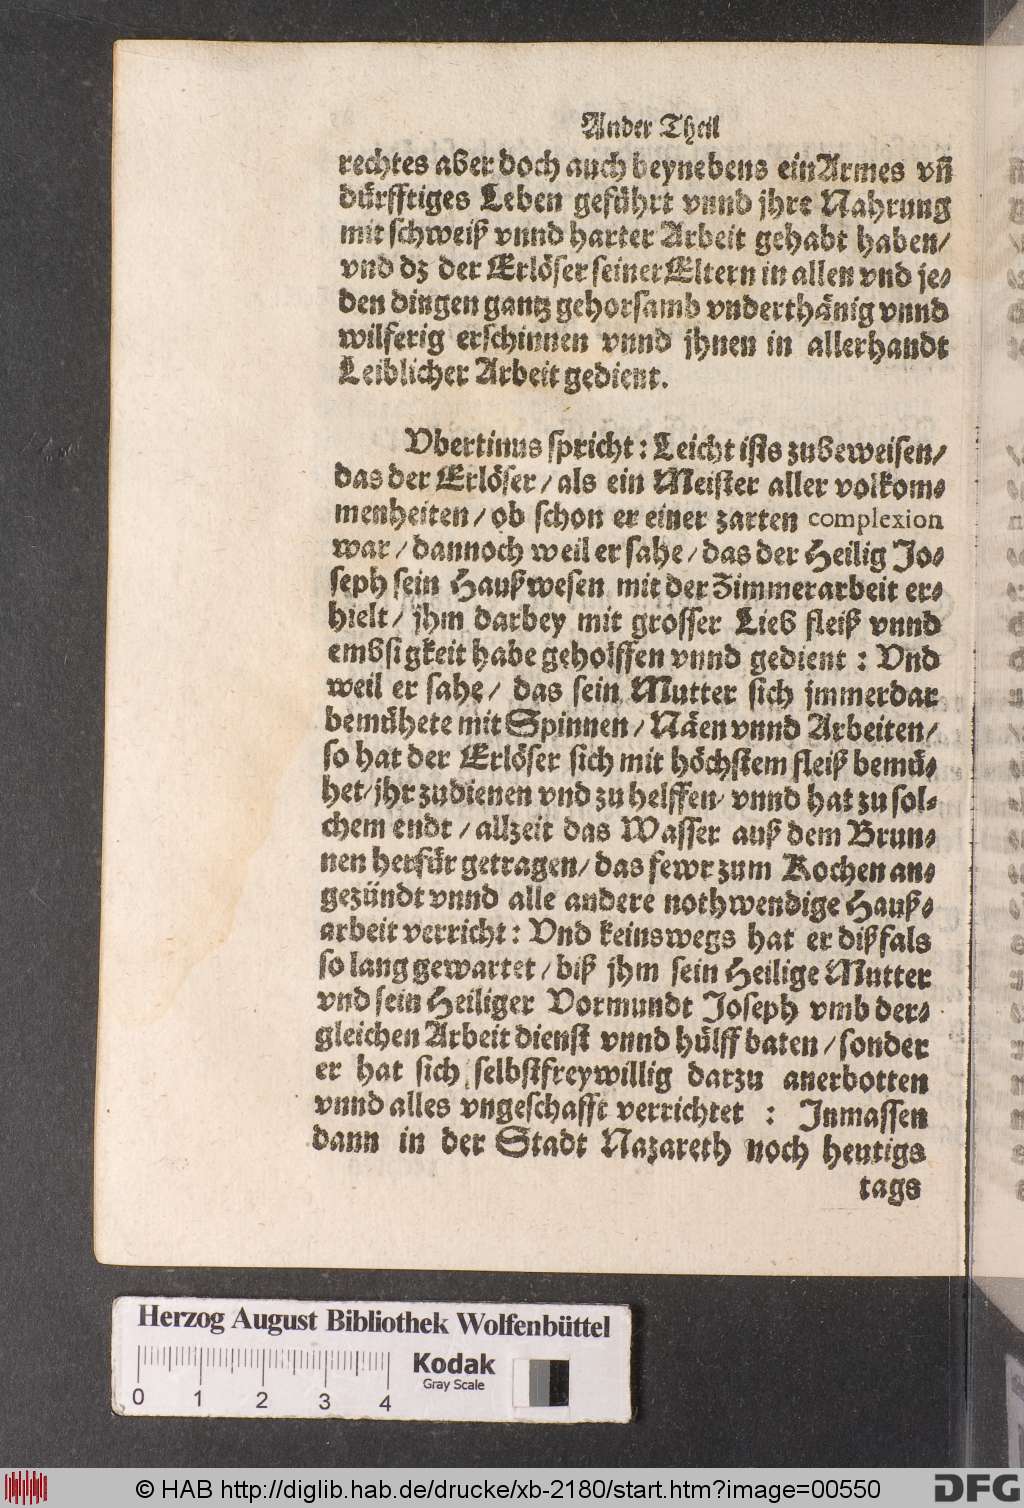 Ander Theil
rechtes aber doch auch beynebens ein Armes vñ
dürfftiges Leben geführt vnnd jhre Nahrung
mit schweiß vnnd harter Arbeit gehabt haben/
vnd dz der Erlöser seiner Eltern in allen vnd je-
den dingen gantz gehorsamb vnderthänig vnnd
wilferig erschinnen vnnd jhnen in allerhandt
Leiblicher Arbeit gedient.
Vbertinus spricht: Leicht ists zubeweisen/
das der Erlöser/ als ein Meister aller volkom-
menheiten/ ob schon er einer zarten complexion
war/ dannoch weil er sahe/ das der Heilig Jo-
seph sein Haußwesen mit der Zimmerarbeit er-
hielt/ jhm darbey mit grosser Lieb fleiß vnnd
embsigkeit habe geholffen vnnd gedient: Vnd
weil er sahe/ das sein Mutter sich jmmerdar
bemühete mit Spinnen/ Näen vnnd Arbeiten/
so hat der Erlöser sich mit höchstem fleiß bemü-
het/ jhr zudienen vnd zu helffen/ vnnd hat zu sol-
chem endt/ allzeit das Wasser auß dem Brun-
nen herfür getragen/ das fewr zum Kochen an-
gezündt vnnd alle andere nothwendige Hauß-
arbeit verricht: Vnd keinswegs hat er dißfals
so lang gewartet/ biß jhm sein Heilige Mutter
vnd sein Heiliger Vormundt Joseph vmb der-
gleichen Arbeit dienst vnnd hülff baten/ sonder
er hat sich selbst freywillig darzu anerbotten
vnnd alles vngeschafft verrichtet : Inmassen
dann in der Stadt Nazareth noch heutigs
tags
Herzog August Bibliothek Wolfenbüttel
Kodak
Gray Scale
0 1 2 3 4
© HAB http://diglib.hab.de/drucke/xb-2180/start.htm?image=00550
DFG